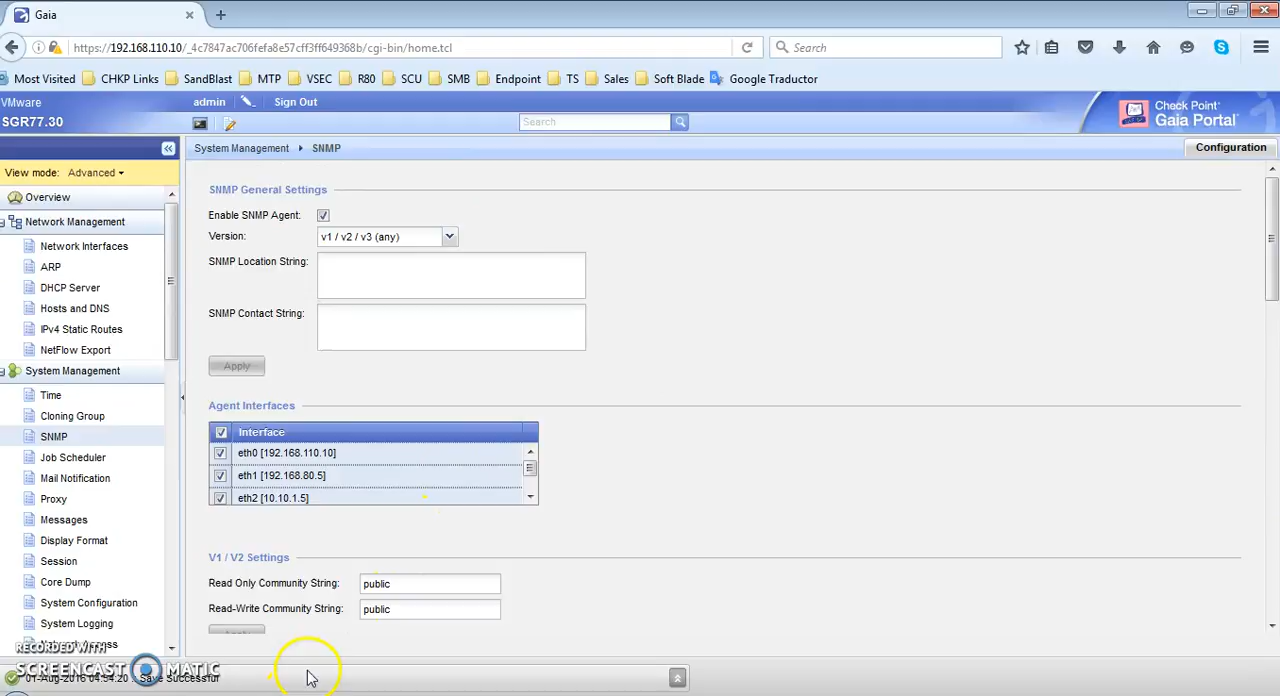 Gaia
https://192.168.110.10/_4c7847ac706fefa8e57cff3ff649368b/cgi-bin/home.tcl
Search
Most Visited CHKP Links SandBlast MTP VSEC R80 SCU SMB Endpoint TS Sales Soft Blade Google Traductor
VMware admin Sign Out
SGR77.30
Search
Check Point
Gaia Portal
System Management SNMP
Configuration
View mode: Advanced
Overview
Network Management
Network Interfaces
ARP
DHCP Server
Hosts and DNS
IPv4 Static Routes
NetFlow Export
System Management
Time
Cloning Group
SNMP
Job Scheduler
Mail Notification
Proxy
Messages
Display Format
Session
Core Dump
System Configuration
System Logging
Network Access
SNMP General Settings
Enable SNMP Agent:
Version: v1 / v2 / v3 (any)
SNMP Location String:
SNMP Contact String:
Apply
Agent Interfaces
Interface
eth0 [192.168.110.10]
eth1 [192.168.80.5]
eth2 [10.10.1.5]
V1 / V2 Settings
Read Only Community String: public
Read-Write Community String: public
Apply
RECORDED WITH
SCREENCAST MATIC
Save Successful